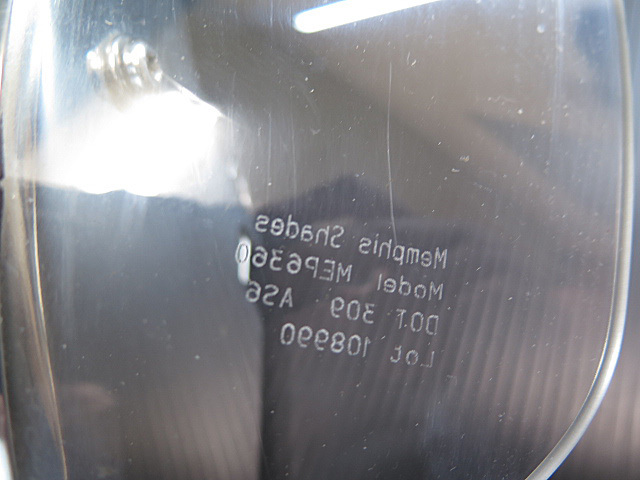 Memphis Shades
Model MEP6360
DOT 309 AS6
Lot 108990